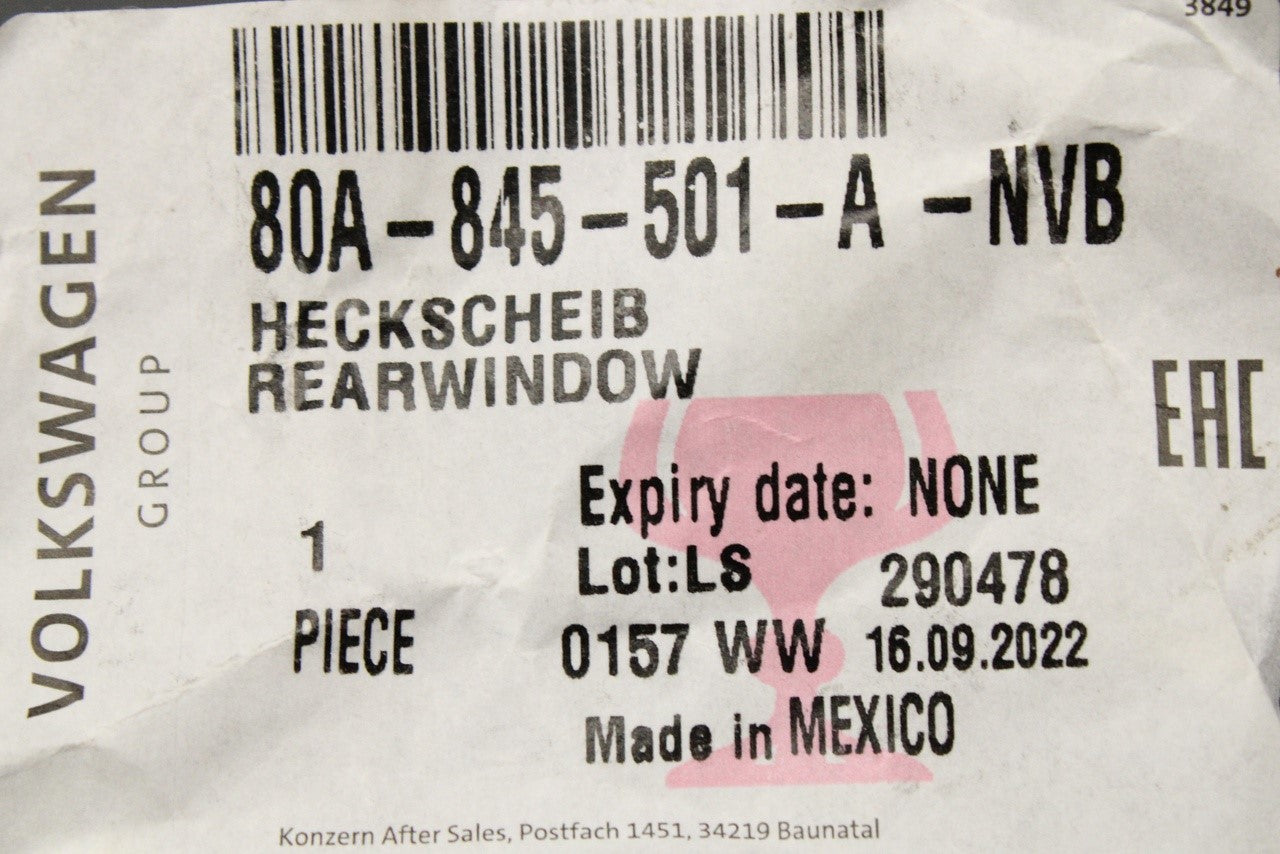 3849
80A-845-501-A -NVB
HECKSCHEIB
REARWINDOW
VOLKSWAGEN
GROUP
EAC
Expiry date: NONE
1
Lot:LS 290478
PIECE
0157 WW 16.09.2022
Made in MEXICO
Konzern After Sales, Postfach 1451, 34219 Baunatal